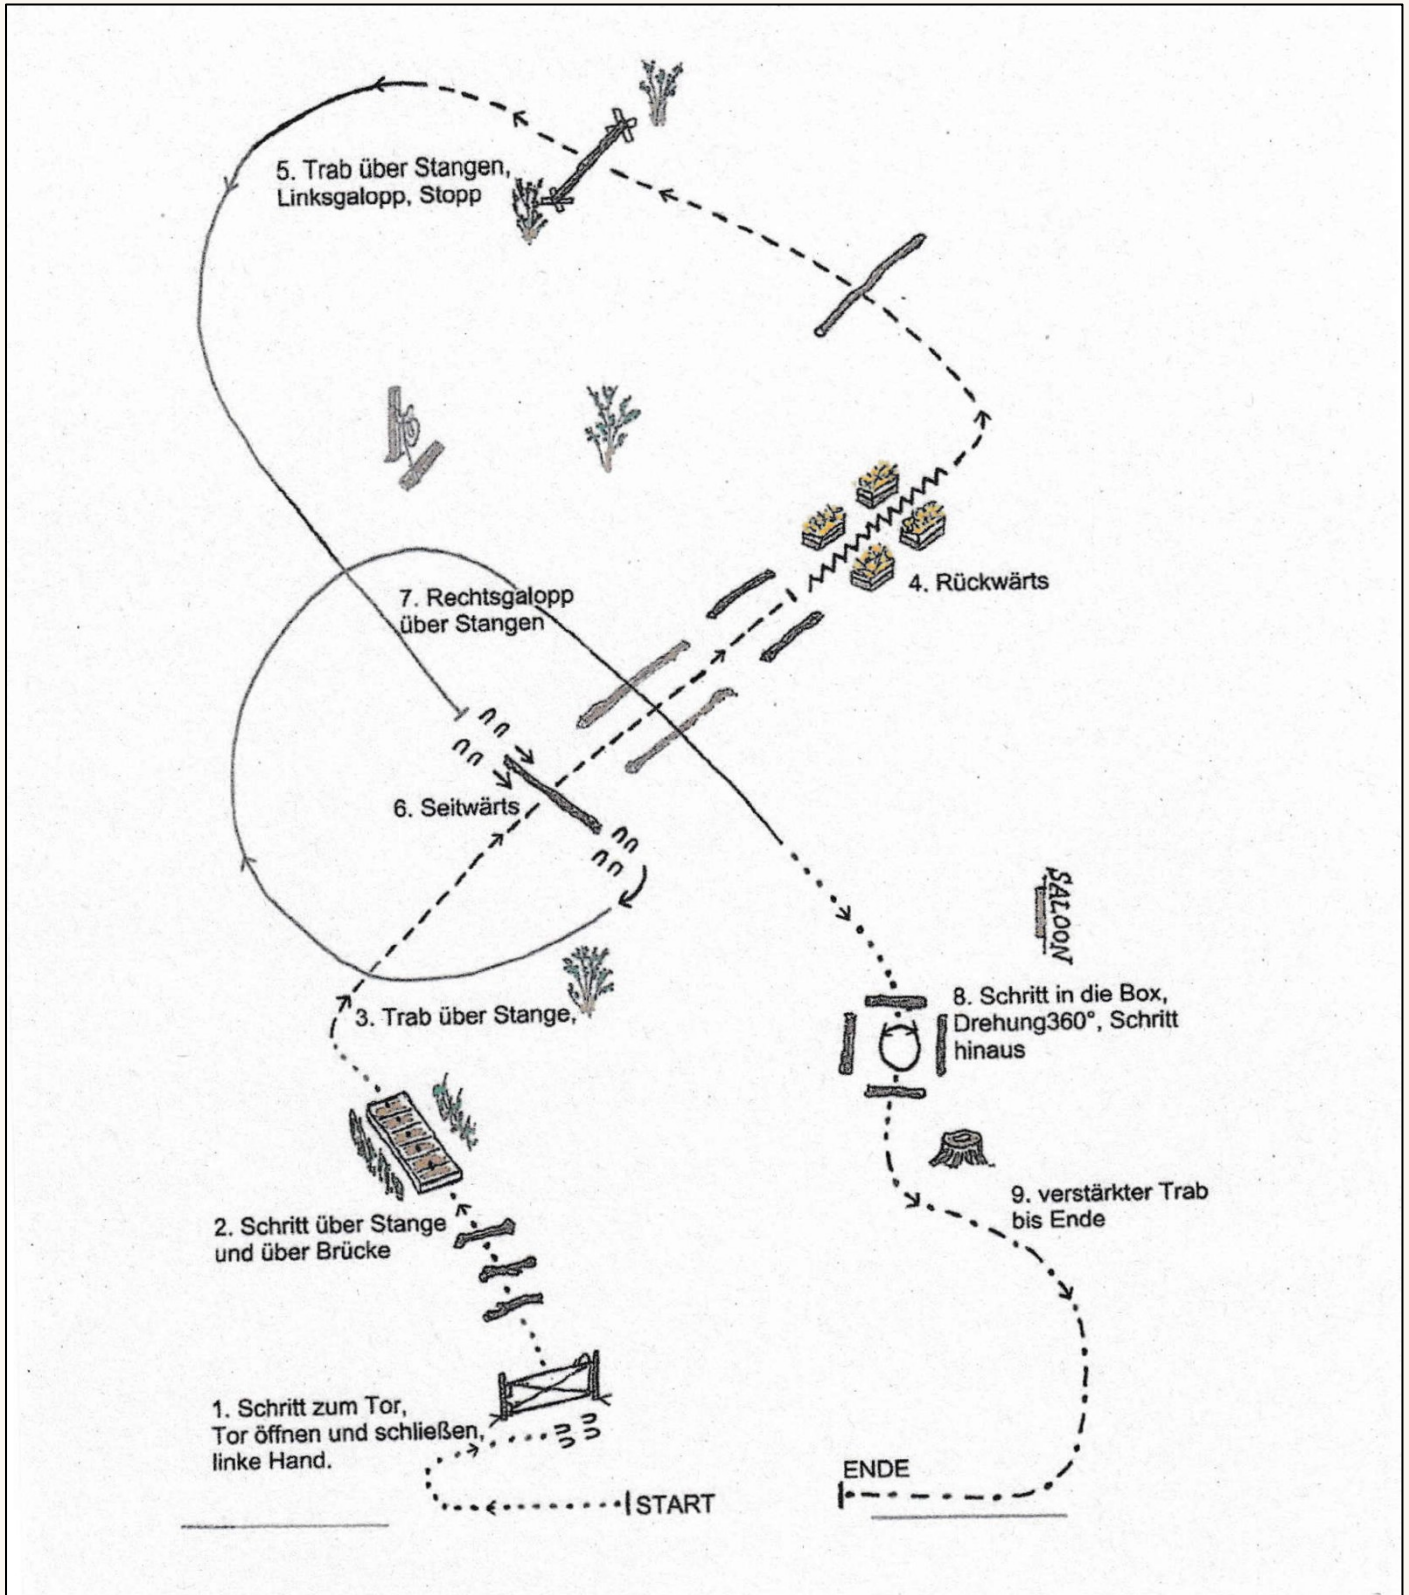 5. Trab über Stangen,
Linksgalopp, Stopp
7. Rechtsgalopp
über Stangen
4. Rückwärts
6. Seitwärts
SALOON
8. Schritt in die Box,
Drehung360°, Schritt
hinaus
3. Trab über Stange,
9. verstärkter Trab
bis Ende
2. Schritt über Stange
und über Brücke
1. Schritt zum Tor,
Tor öffnen und schließen,
linke Hand.
ENDE
START